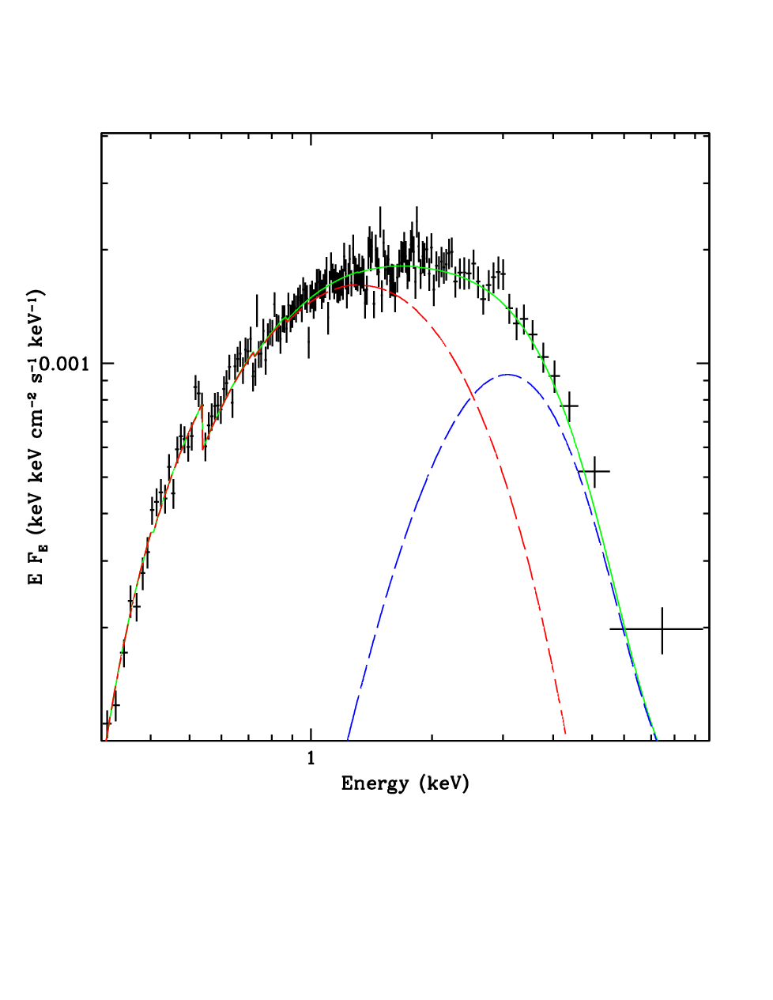 E F_E (keV keV cm⁻² s⁻¹ keV⁻¹)
0.001
1
Energy (keV)